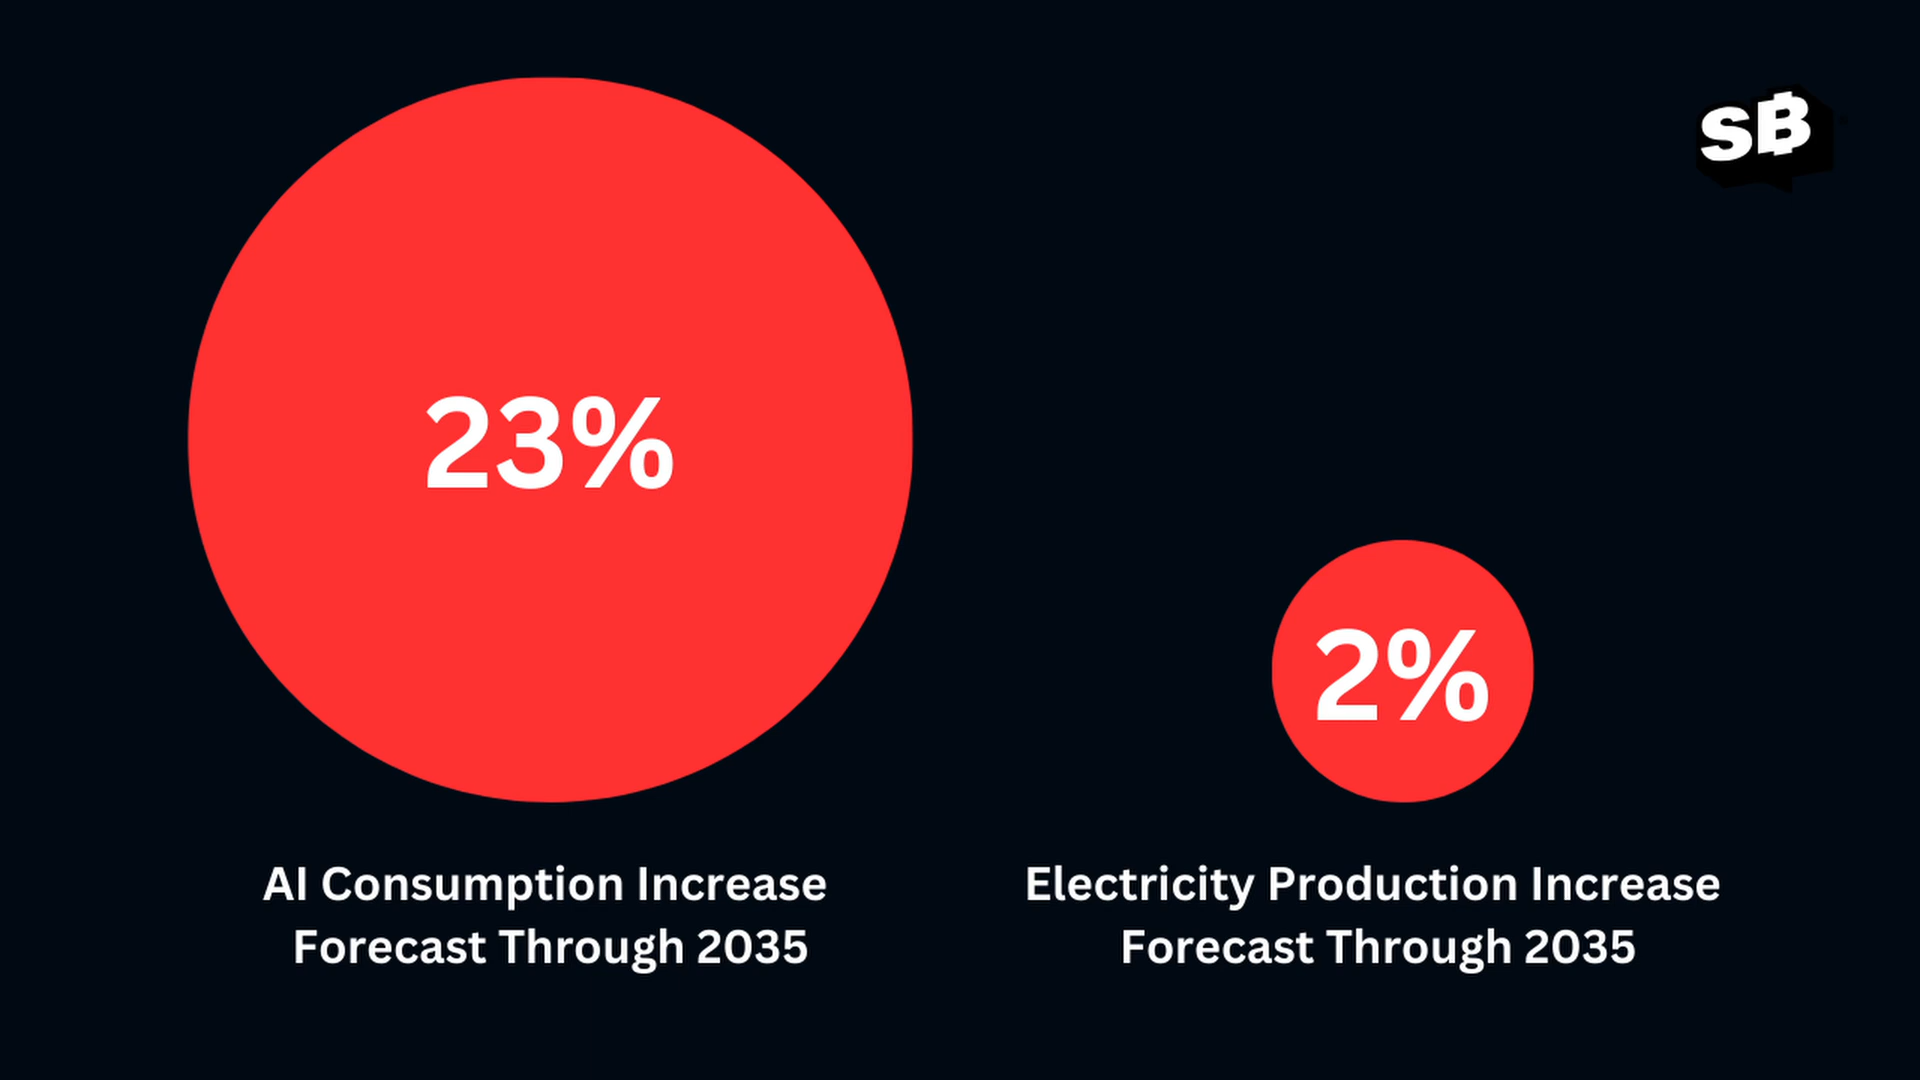 SB
23%
2%
AI Consumption Increase
Forecast Through 2035
Electricity Production Increase
Forecast Through 2035